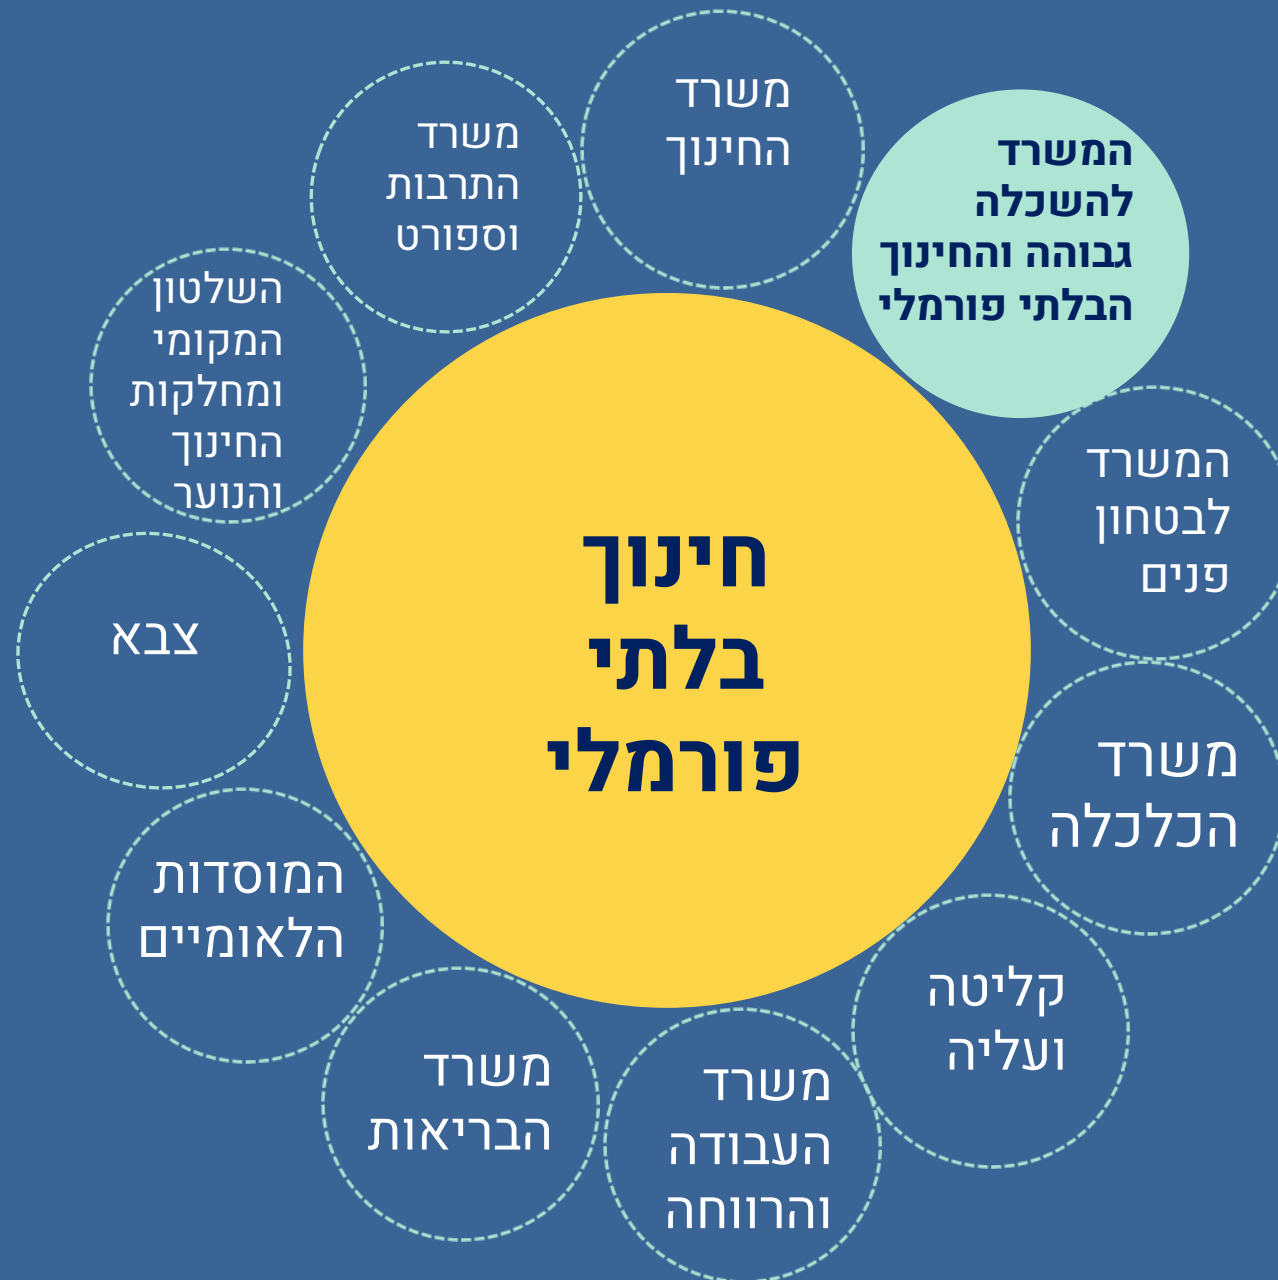 משרד
החינוך
המשרד
להשכלה
גבוהה והחינוך
הבלתי פורמלי
משרד
התרבות
וספורט
השלטון
המקומי
ומחלקות
החינוך
והנוער
המשרד
לבטחון
פנים
חינוך
בלתי
פורמלי
צבא
משרד
הכלכלה
המוסדות
הלאומיים
קליטה
ועליה
משרד
העבודה
והרווחה
משרד
הבריאות